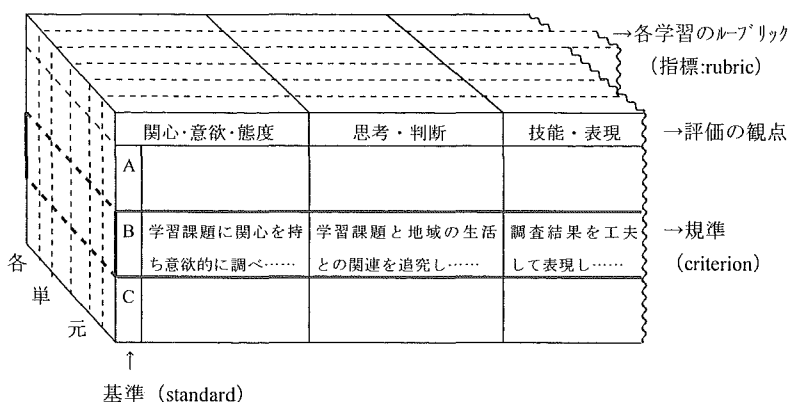 →各学習のルーブリック
(指標:rubric)
関心・意欲・態度 思考・判断 技能・表現 →評価の観点
A
B 学習課題に関心を持 学習課題と地域の生活 調査結果を工夫 →規準
ち意欲的に調べ…… との関連を追究し…… して表現し…… (criterion)
C
各単元
↑
基準 (standard)